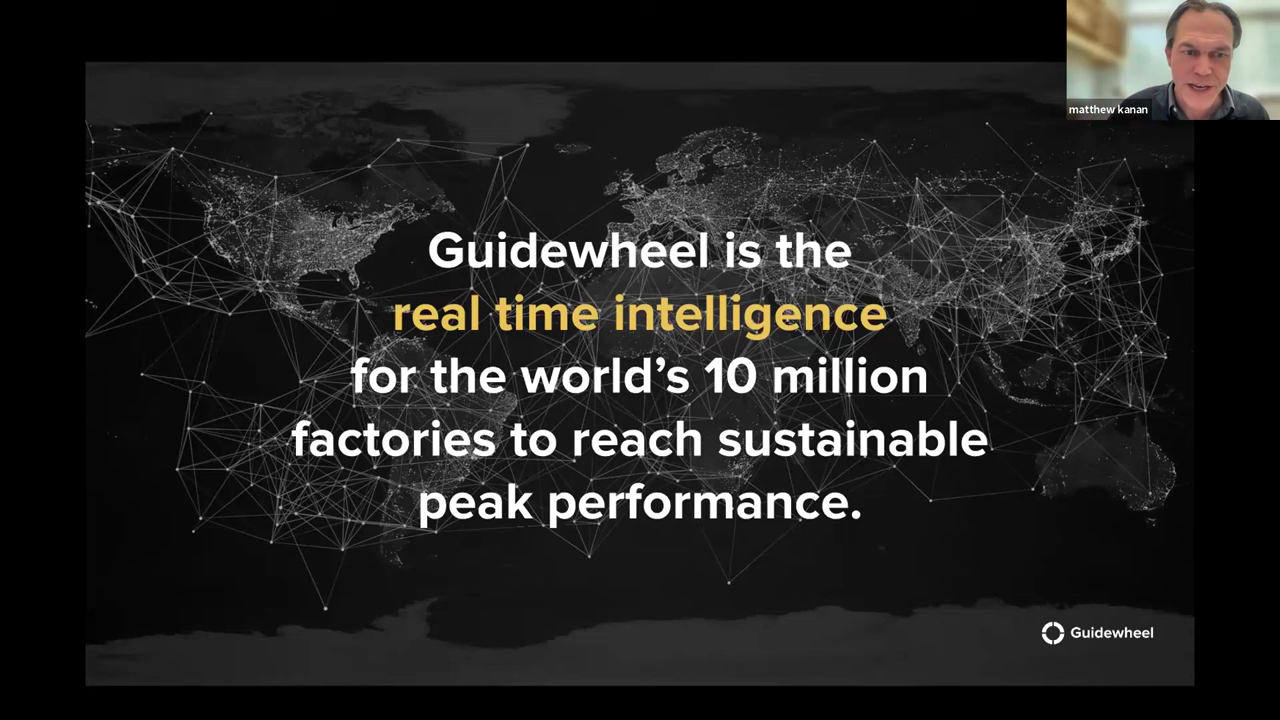 matthew kanan
Guidewheel is the
real time intelligence
for the world’s 10 million
factories to reach sustainable
peak performance.
Guidewheel